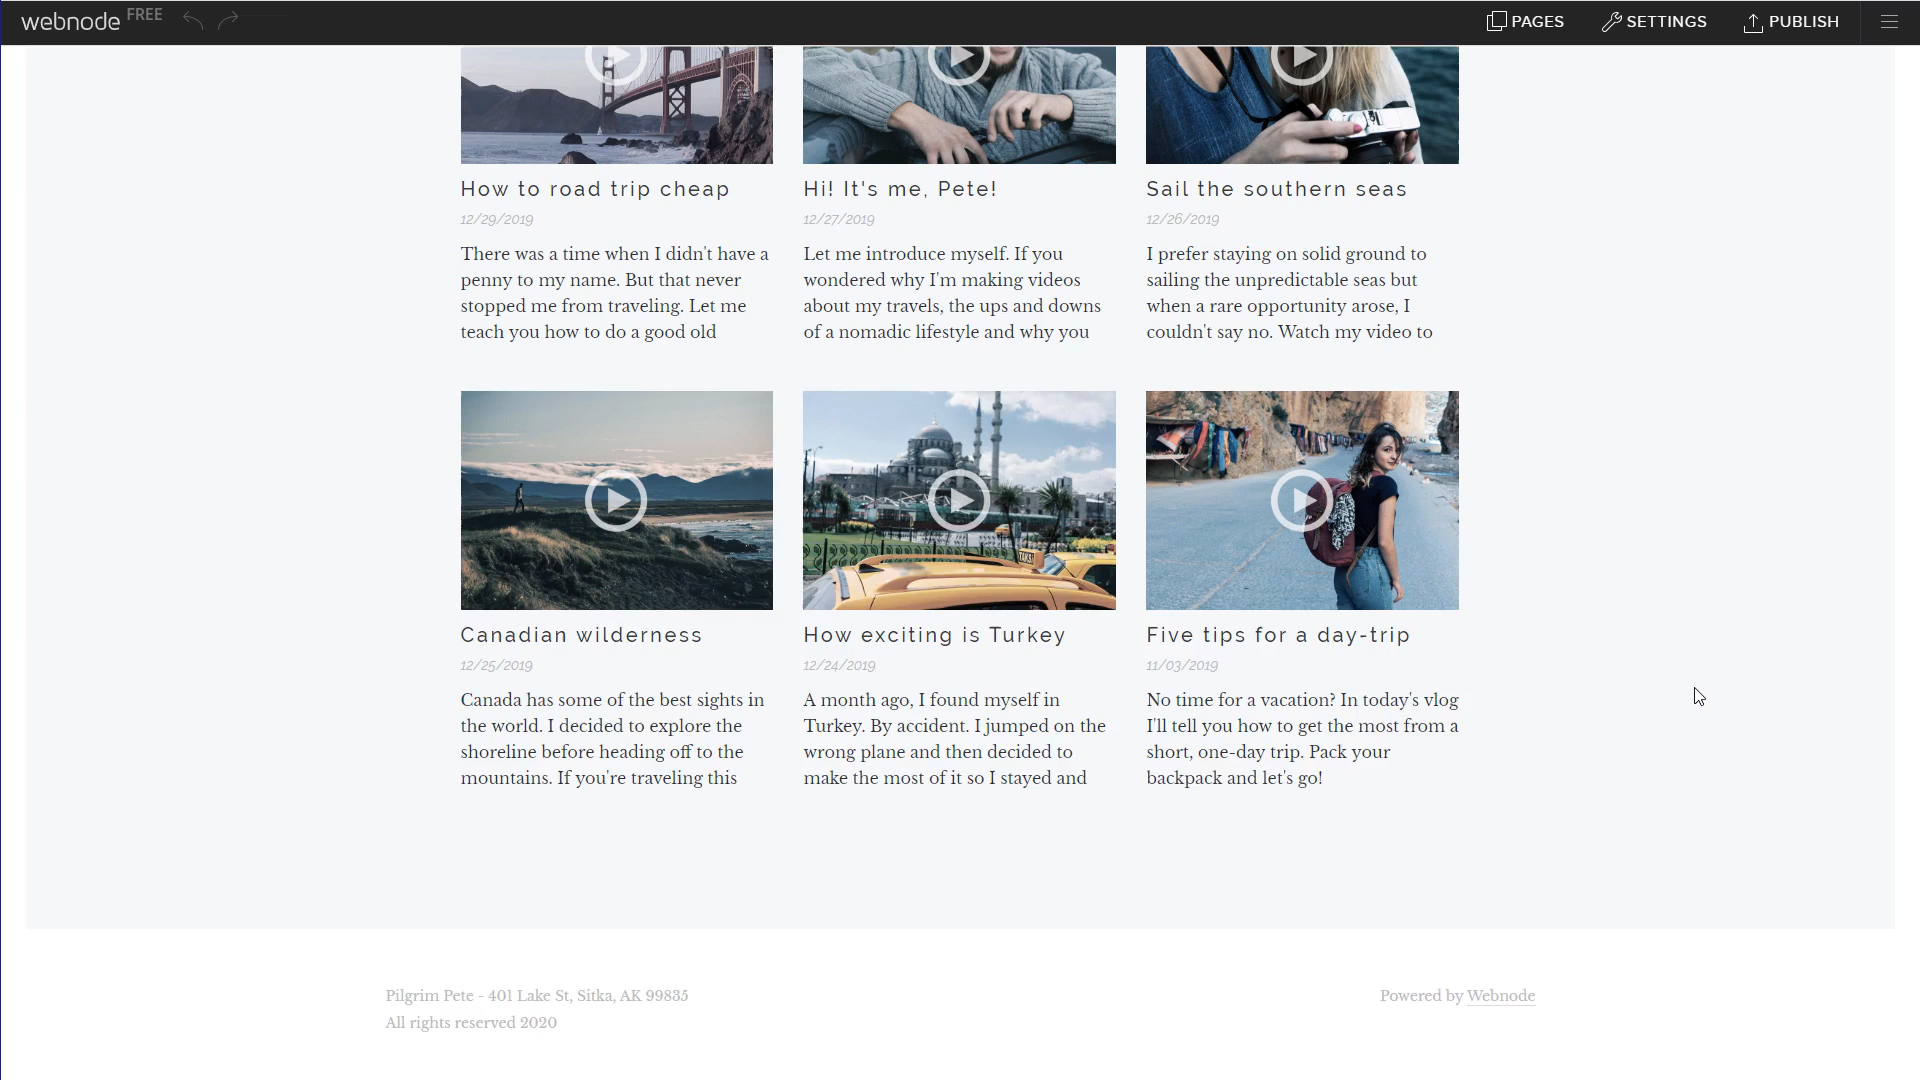 webnode FREE
PAGES
SETTINGS
PUBLISH
How to road trip cheap
12/29/2019
There was a time when I didn't have a
penny to my name. But that never
stopped me from traveling. Let me
teach you how to do a good old
Hi! It's me, Pete!
12/27/2019
Let me introduce myself. If you
wondered why I'm making videos
about my travels, the ups and downs
of a nomadic lifestyle and why you
Sail the southern seas
12/26/2019
I prefer staying on solid ground to
sailing the unpredictable seas but
when a rare opportunity arose, I
couldn't say no. Watch my video to
TAKSI
Canadian wilderness
12/25/2019
Canada has some of the best sights in
the world. I decided to explore the
shoreline before heading off to the
mountains. If you're traveling this
How exciting is Turkey
12/24/2019
A month ago, I found myself in
Turkey. By accident. I jumped on the
wrong plane and then decided to
make the most of it so I stayed and
Five tips for a day-trip
11/03/2019
No time for a vacation? In today's vlog
I'll tell you how to get the most from a
short, one-day trip. Pack your
backpack and let's go!
Pilgrim Pete - 401 Lake St, Sitka, AK 99835
All rights reserved 2020
Powered by Webnode